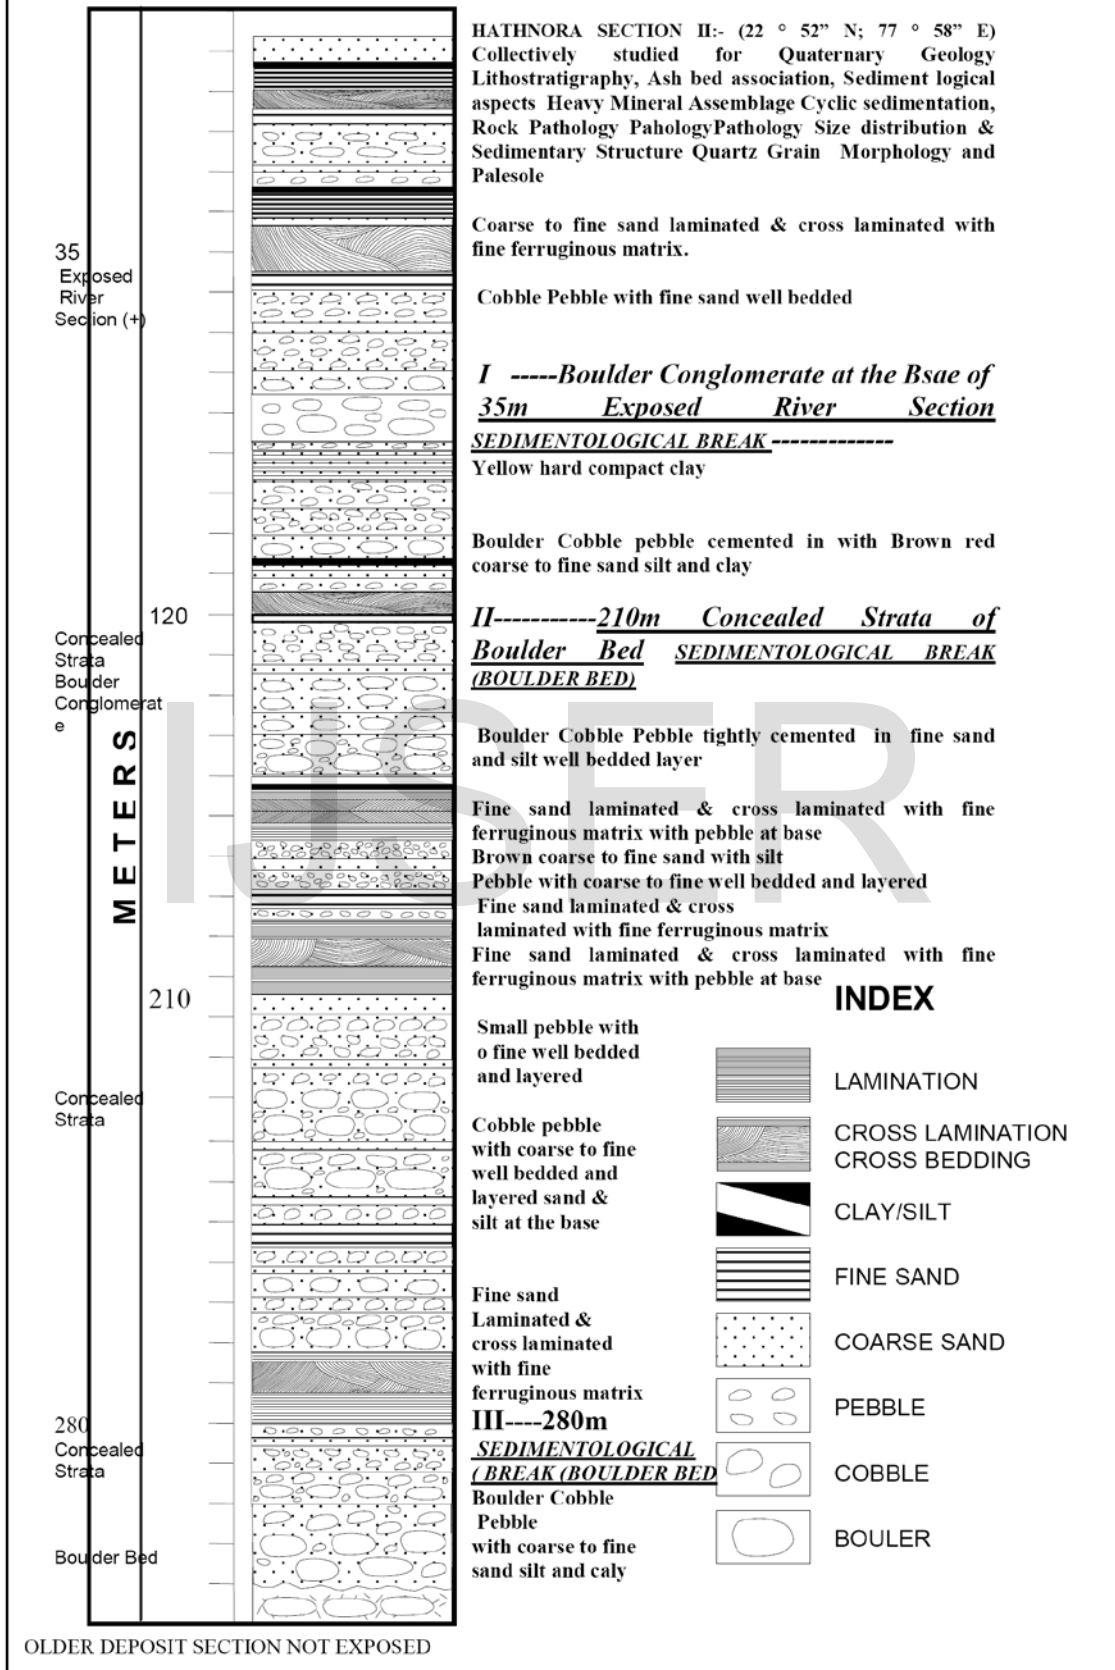 HATHNORA SECTION II:- (22 ° 52” N; 77 ° 58” E)
Collectively studied for Quaternary Geology
Lithostratigraphy, Ash bed association, Sediment logical
aspects Heavy Mineral Assemblage Cyclic sedimentation,
Rock Pathology PahologyPathology Size distribution &
Sedimentary Structure Quartz Grain Morphology and
Palesole
Coarse to fine sand laminated & cross laminated with
fine ferruginous matrix.
35
Exposed
River
Section (+)
Cobble Pebble with fine sand well bedded
I -----Boulder Conglomerate at the Bsae of
35m Exposed River Section
SEDIMENTOLOGICAL BREAK -------------
Yellow hard compact clay
Boulder Cobble pebble cemented in with Brown red
coarse to fine sand silt and clay
120
Concealed
Strata
Boulder
Conglomerat
e
II-----------210m Concealed Strata of
Boulder Bed SEDIMENTOLOGICAL BREAK
(BOULDER BED)
METERS
IJSER
Boulder Cobble Pebble tightly cemented in fine sand
and silt well bedded layer
Fine sand laminated & cross laminated with fine
ferruginous matrix with pebble at base
Brown coarse to fine sand with silt
Pebble with coarse to fine well bedded and layered
Fine sand laminated & cross
laminated with fine ferruginous matrix
Fine sand laminated & cross laminated with fine
ferruginous matrix with pebble at base
210
Small pebble with
o fine well bedded
and layered
Concealed
Strata
Cobble pebble
with coarse to fine
well bedded and
layered sand &
silt at the base
Fine sand
Laminated &
cross laminated
with fine
ferruginous matrix
280
Concealed
Strata
III----280m
SEDIMENTOLOGICAL
( BREAK (BOULDER BED
Boulder Cobble
Pebble
with coarse to fine
sand silt and caly
Boulder Bed
INDEX
LAMINATION
CROSS LAMINATION
CROSS BEDDING
CLAY/SILT
FINE SAND
COARSE SAND
PEBBLE
COBBLE
BOULER
OLDER DEPOSIT SECTION NOT EXPOSED